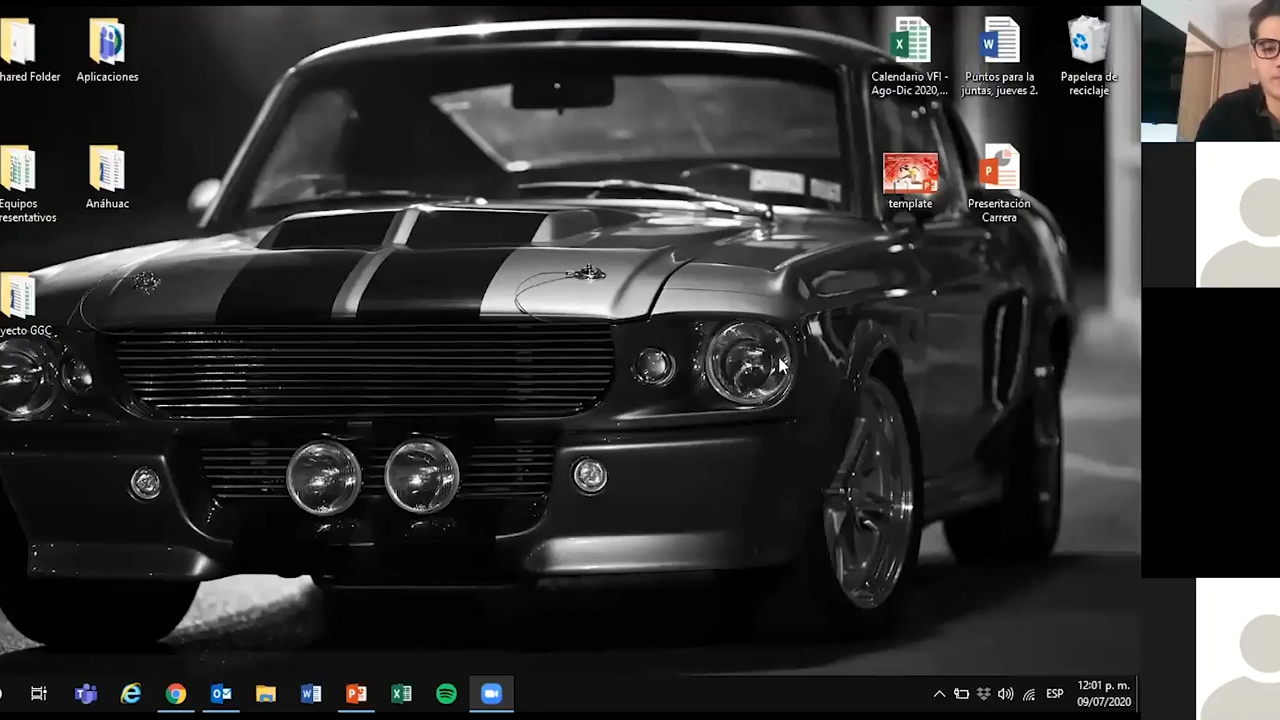 hared Folder
Aplicaciones
Calendario VFI -
Ago-Dic 2020,...
Puntos para la
juntas, jueves 2.
Papelera de
reciclaje
Equipos
resentativos
Anáhuac
template
Presentación
Carrera
yecto GGC
ESP
12:01 p. m.
09/07/2020